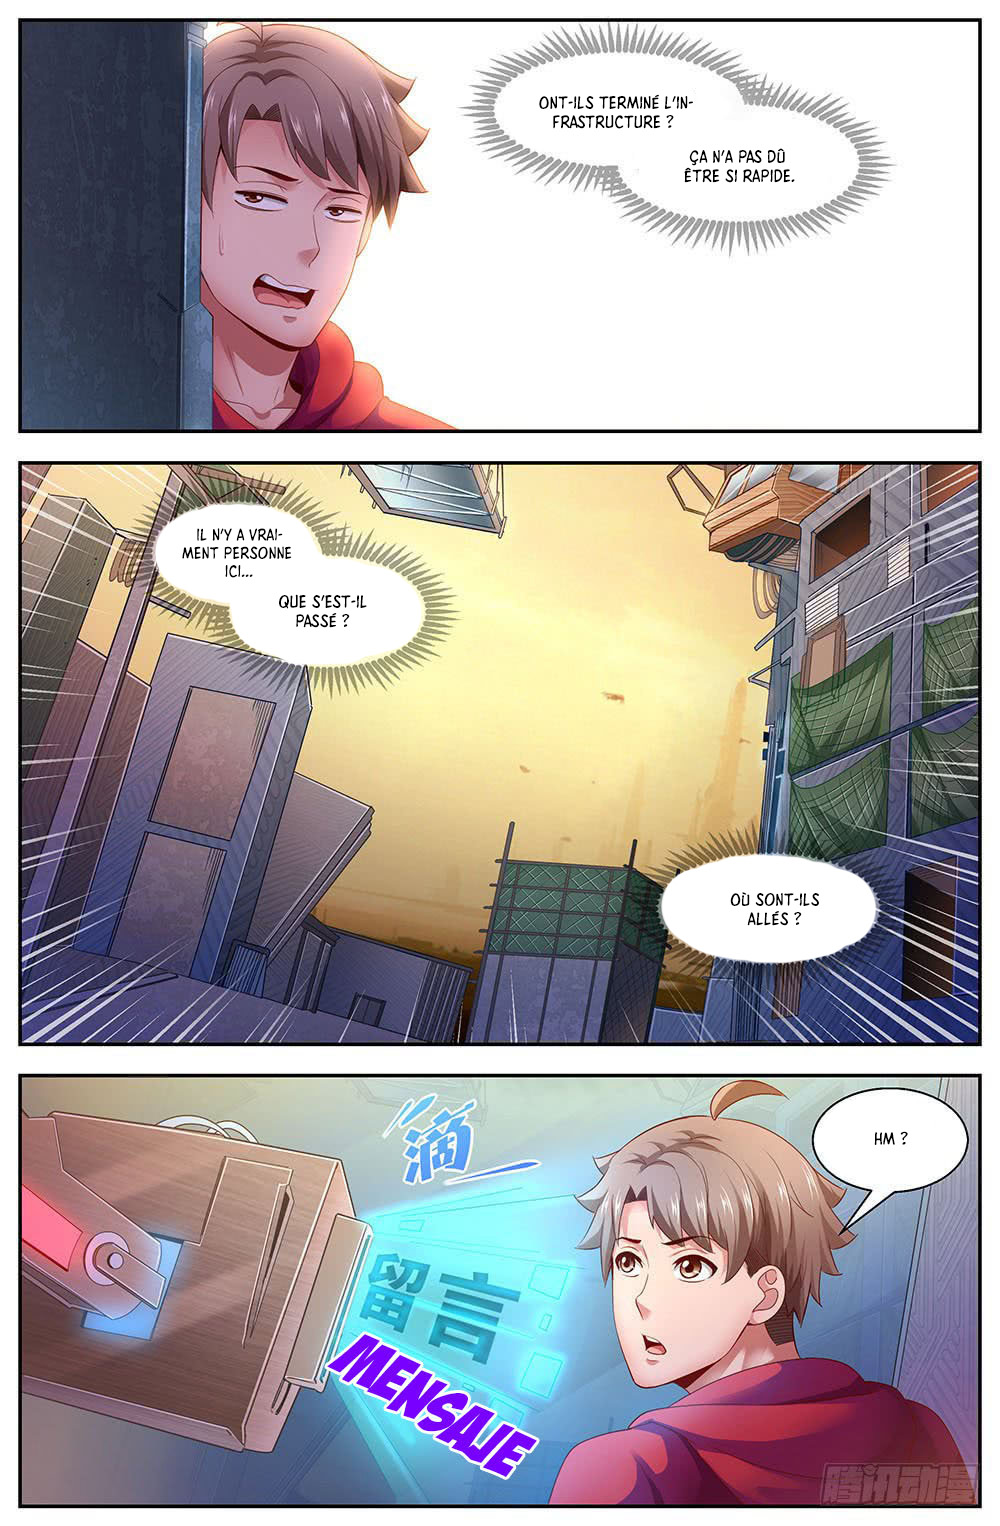 ONT-ILS TERMINÉ L'IN-
FRASTRUCTURE ?
ÇA N'A PAS DÛ
ÊTRE SI RAPIDE.
IL N'Y A VRAI-
MENT PERSONNE
ICI...
QUE S'EST-IL
PASSÉ ?
OÙ SONT-ILS
ALLÉS ?
滴
HM ?
留言
MENSAJE
腾讯动漫